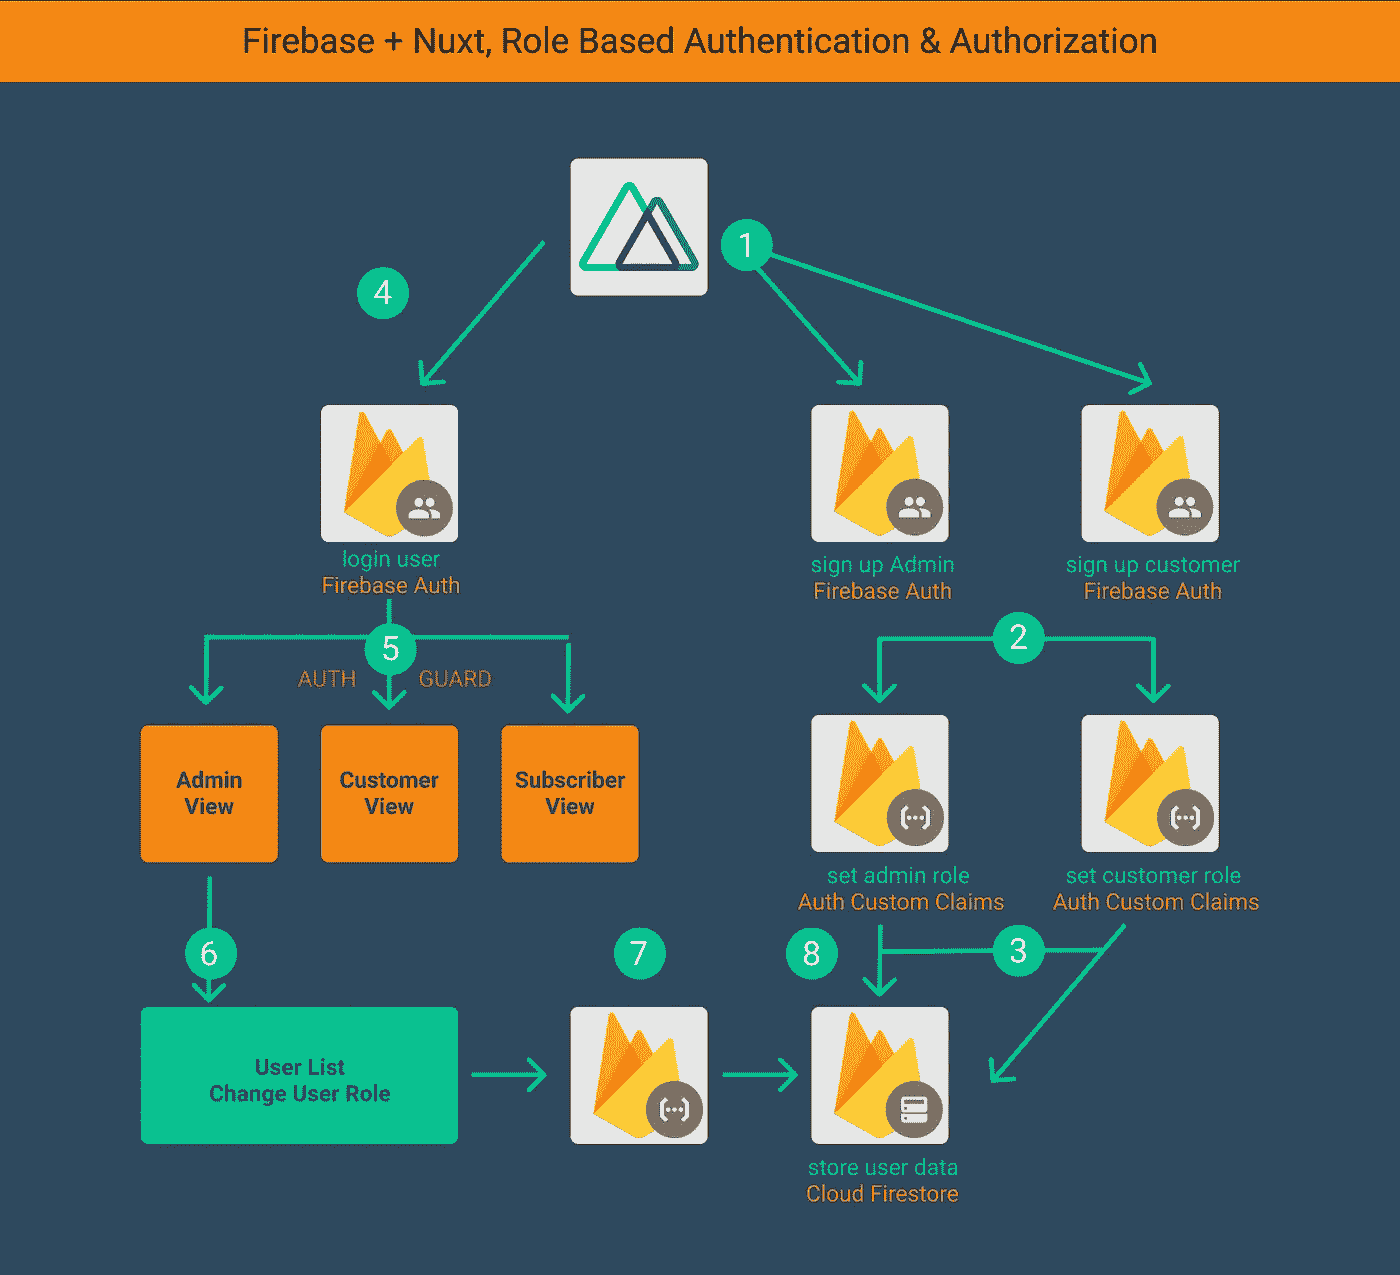 Firebase + Nuxt, Role Based Authentication & Authorization
1
4
login user
Firebase Auth
sign up Admin
Firebase Auth
sign up customer
Firebase Auth
5
AUTH GUARD
2
Admin
View
Customer
View
Subscriber
View
set admin role
Auth Custom Claims
set customer role
Auth Custom Claims
6
7
8
3
User List
Change User Role
store user data
Cloud Firestore